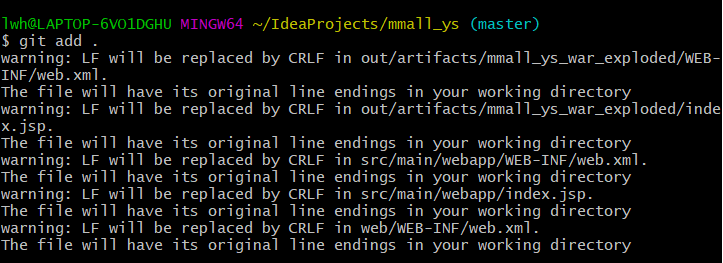 lwh@LAPTOP-6VO1DGHU MINGW64 ~/IdeaProjects/mmall_ys (master)
$ git add .
warning: LF will be replaced by CRLF in out/artifacts/mmall_ys_war_exploded/WEB-
INF/web.xml.
The file will have its original line endings in your working directory
warning: LF will be replaced by CRLF in out/artifacts/mmall_ys_war_exploded/inde
x.jsp.
The file will have its original line endings in your working directory
warning: LF will be replaced by CRLF in src/main/webapp/WEB-INF/web.xml.
The file will have its original line endings in your working directory
warning: LF will be replaced by CRLF in src/main/webapp/index.jsp.
The file will have its original line endings in your working directory
warning: LF will be replaced by CRLF in web/WEB-INF/web.xml.
The file will have its original line endings in your working directory